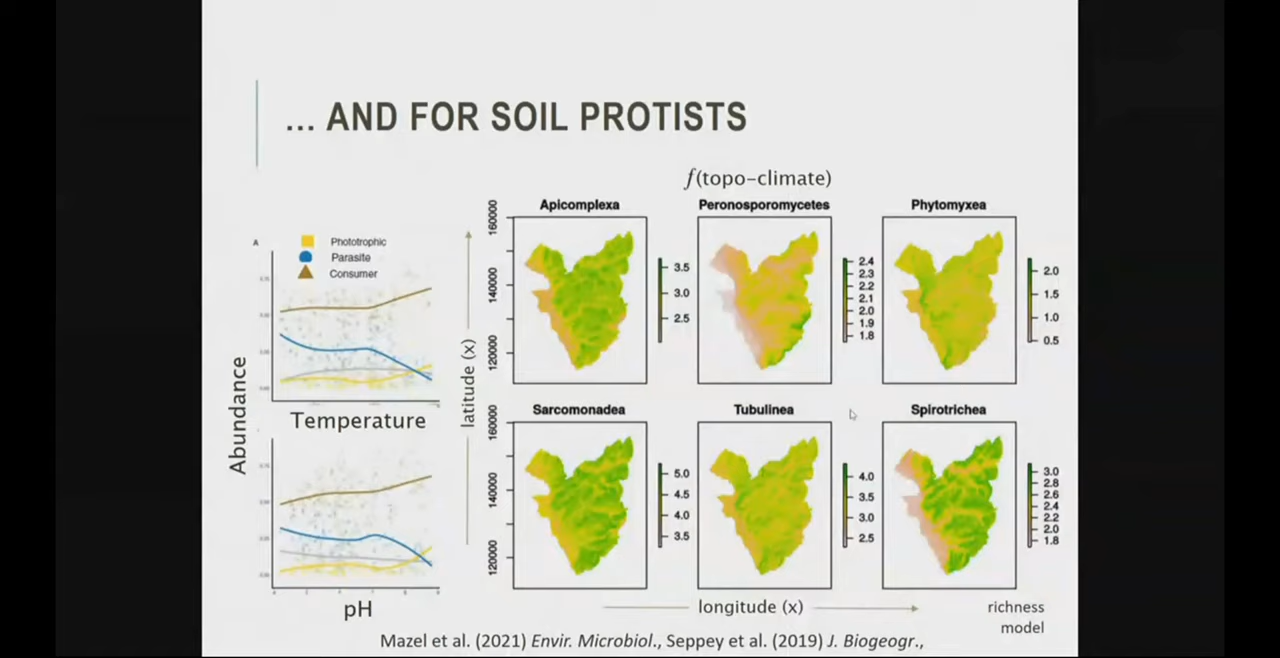 ... AND FOR SOIL PROTISTS
f(topo-climate)
A
Phototrophic
Parasite
Consumer
Abundance
Temperature
pH
latitude (x)
Apicomplexa
160000
140000
120000
3.5
3.0
2.5
Peronosporomycetes
2.4
2.3
2.2
2.1
2.0
1.9
1.8
Phytomyxea
2.0
1.5
1.0
0.5
Sarcomonadea
160000
140000
120000
5.0
4.5
4.0
3.5
Tubulinea
4.0
3.5
3.0
2.5
Spirotrichea
3.0
2.8
2.6
2.4
2.2
2.0
1.8
longitude (x)
richness
model
Mazel et al. (2021) Envir. Microbiol., Seppey et al. (2019) J. Biogeogr.,